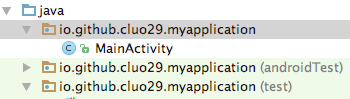 java
io.github.cluo29.myapplication
MainActivity
io.github.cluo29.myapplication (androidTest)
io.github.cluo29.myapplication (test)